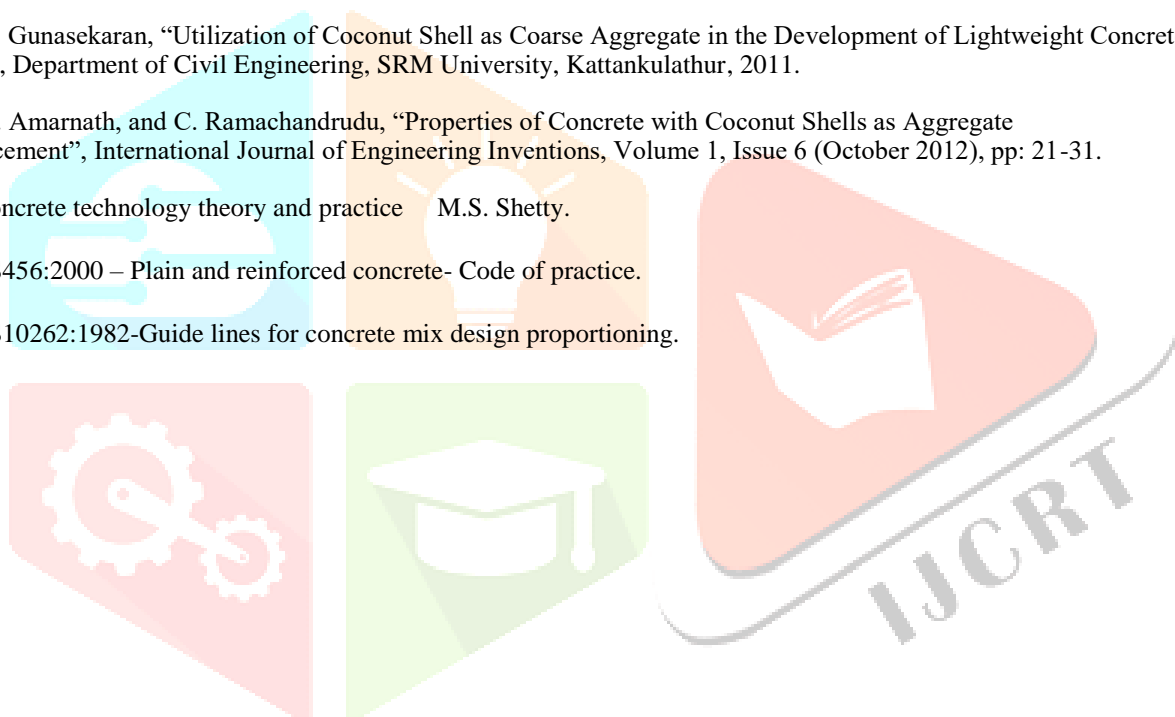 Gunasekaran, “Utilization of Coconut Shell as Coarse Aggregate in the Development of Lightweight Concret
, Department of Civil Engineering, SRM University, Kattankulathur, 2011.
Amarnath, and C. Ramachandrudu, “Properties of Concrete with Coconut Shells as Aggregate
cement”, International Journal of Engineering Inventions, Volume 1, Issue 6 (October 2012), pp: 21-31.
oncrete technology theory and practice M.S. Shetty.
456:2000 – Plain and reinforced concrete- Code of practice.
10262:1982-Guide lines for concrete mix design proportioning.
IJCRT